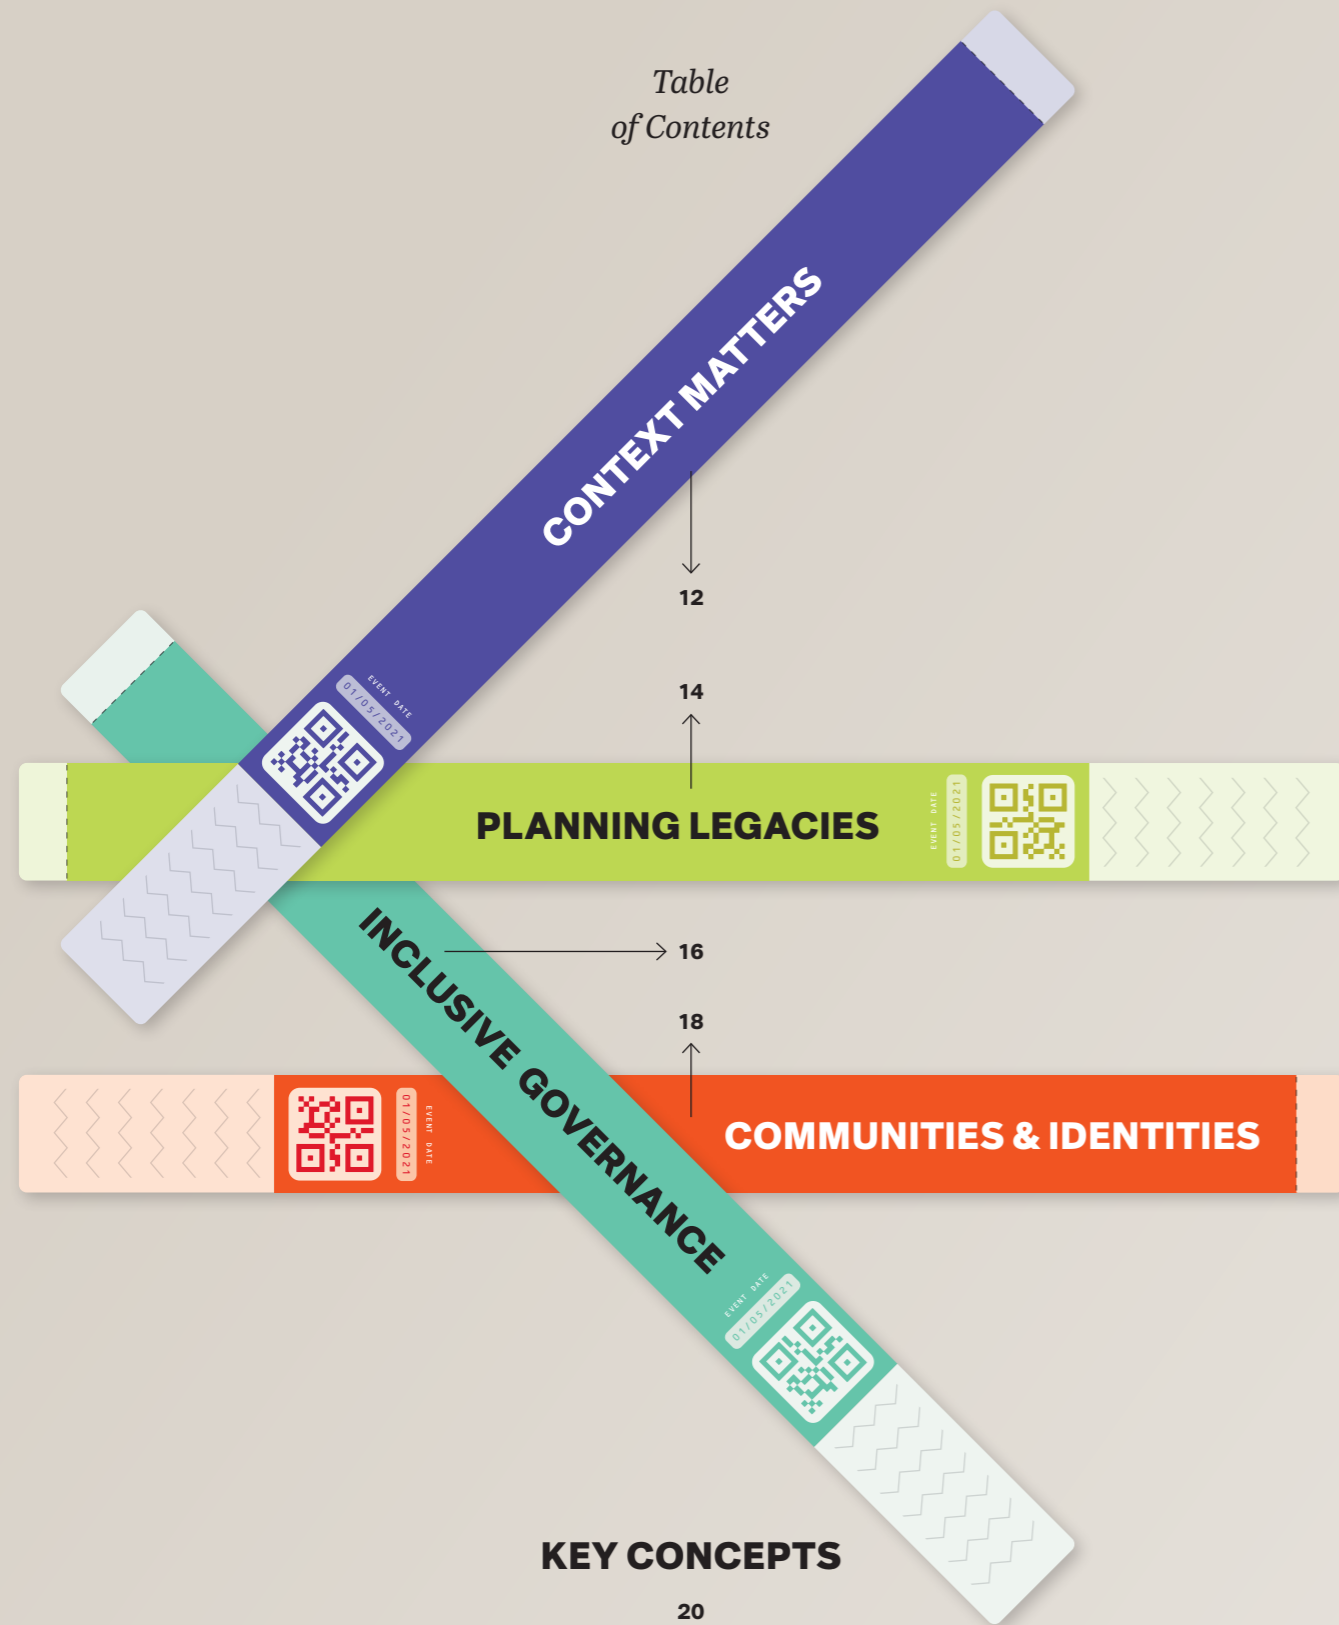 Table
of Contents
CONTEXT MATTERS
12
EVENT DATE
01/05/2021
14
PLANNING LEGACIES
EVENT DATE
01/05/2021
INCLUSIVE GOVERNANCE
16
18
01/05/2021
EVENT DATE
COMMUNITIES & IDENTITIES
EVENT DATE
01/05/2021
KEY CONCEPTS
20